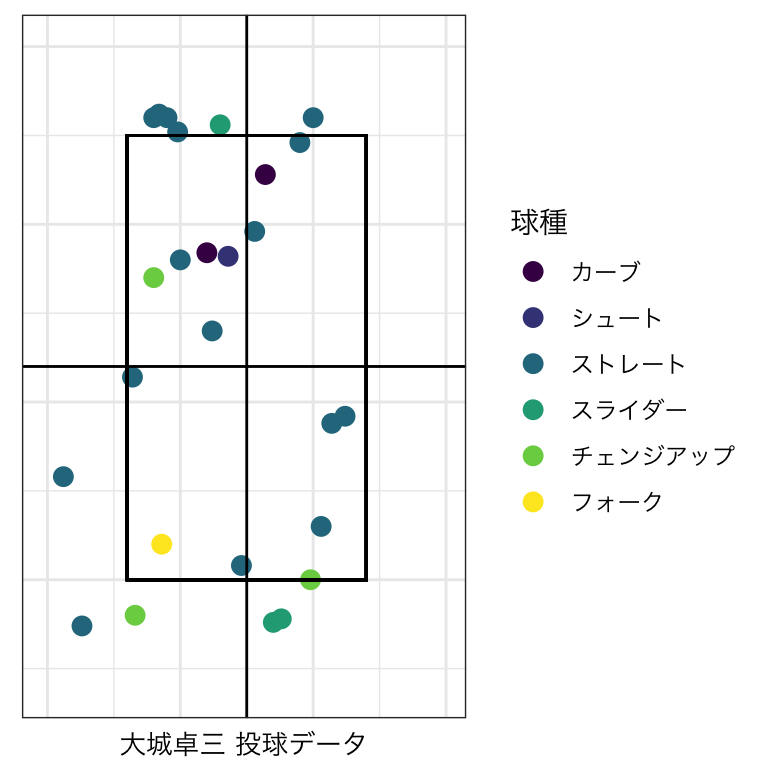 球種
カーブ
シュート
ストレート
スライダー
チェンジアップ
フォーク
大城卓三 投球データ